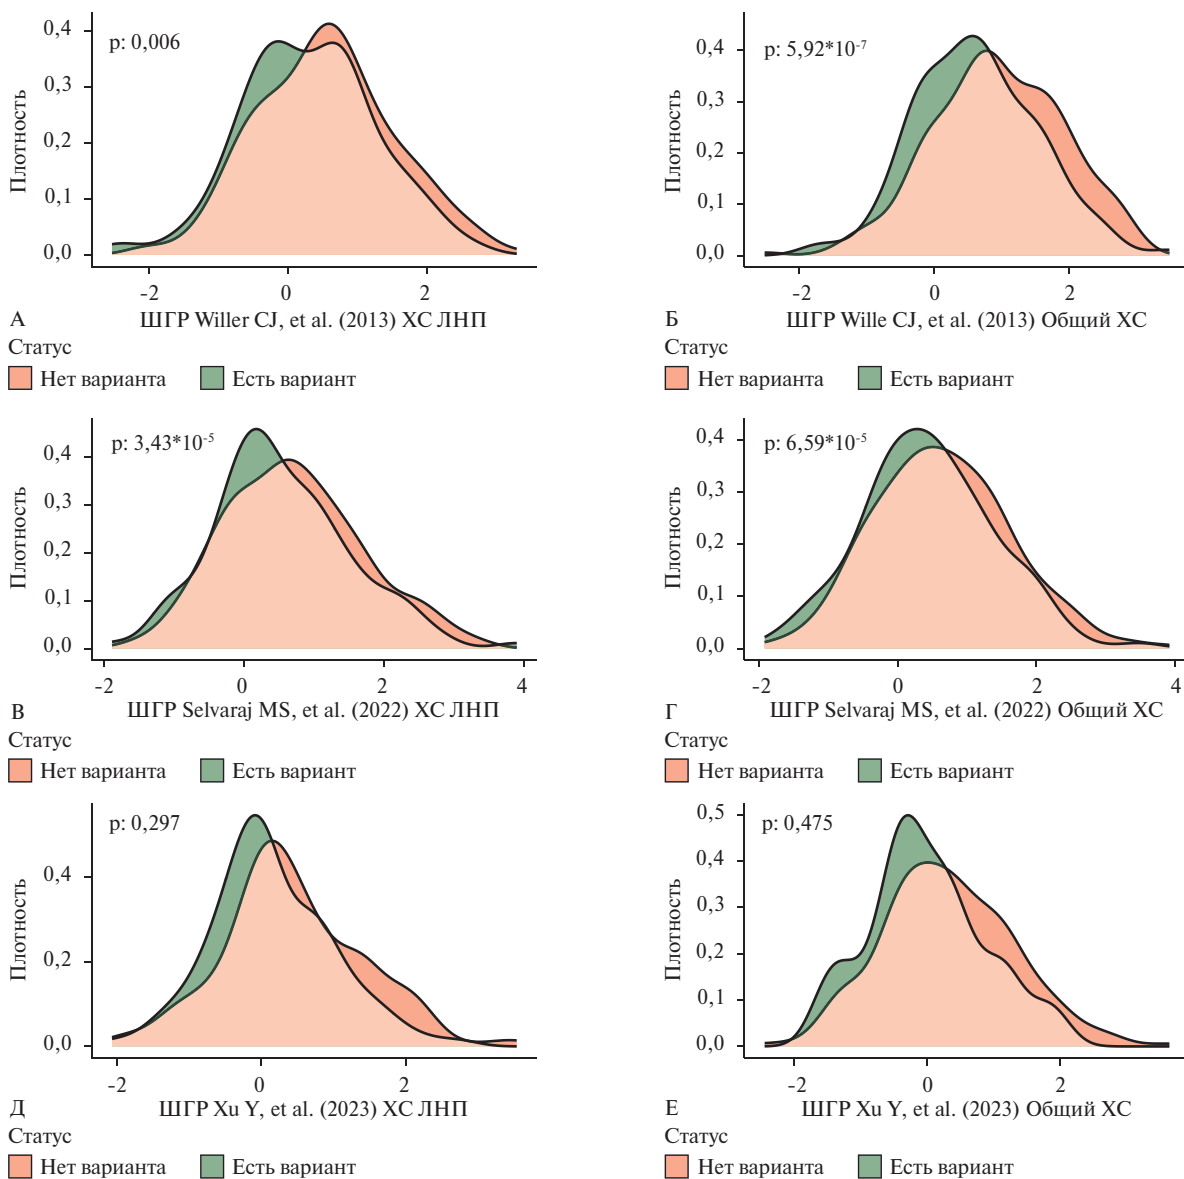 Плотность
0,4
0,3
0,2
0,1
0,0
p: 0,006
-2 0 2
А
ШГР Willer CJ, et al. (2013) ХС ЛНП
Статус
Нет варианта Есть вариант
Плотность
0,4
0,3
0,2
0,1
0,0
p: 5,92*10-7
-2 0 2
Б
ШГР Wille CJ, et al. (2013) Общий ХС
Статус
Нет варианта Есть вариант
Плотность
0,4
0,3
0,2
0,1
0,0
p: 3,43*10-5
-2 0 2 4
В
ШГР Selvaraj MS, et al. (2022) ХС ЛНП
Статус
Нет варианта Есть вариант
Плотность
0,4
0,3
0,2
0,1
0,0
p: 6,59*10-5
-2 0 2 4
Г
ШГР Selvaraj MS, et al. (2022) Общий ХС
Статус
Нет варианта Есть вариант
Плотность
0,4
0,2
0,0
p: 0,297
-2 0 2
Д
ШГР Xu Y, et al. (2023) ХС ЛНП
Статус
Нет варианта Есть вариант
Плотность
0,5
0,4
0,3
0,2
0,1
0,0
p: 0,475
-2 0 2
Е
ШГР Xu Y, et al. (2023) Общий ХС
Статус
Нет варианта Есть вариант